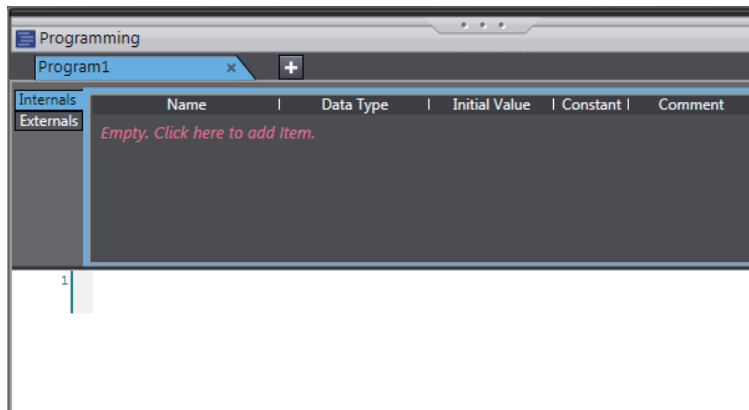 Programming
Program1
Internals
Externals
Name Data Type Initial Value Constant Comment
Empty. Click here to add Item.
1